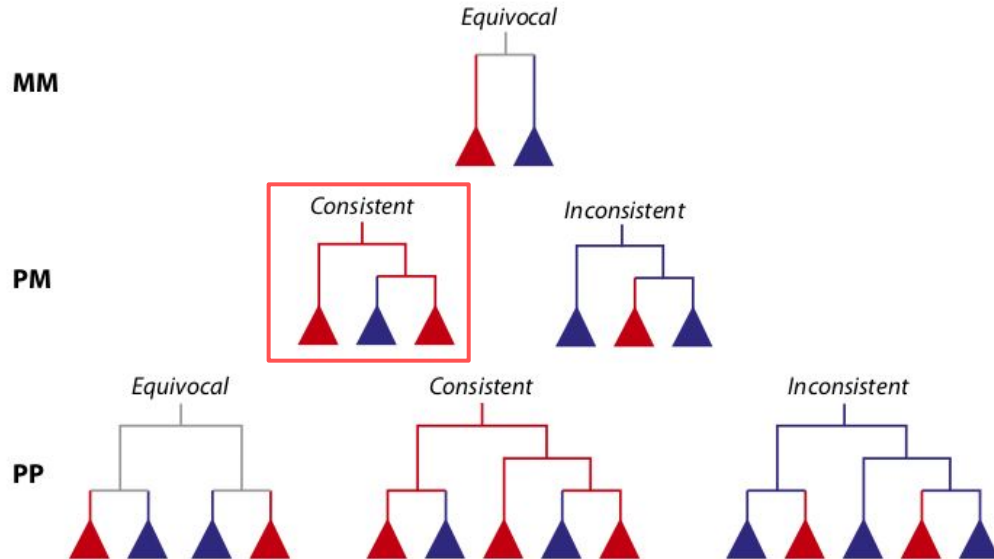 Equivocal
MM
Consistent
Inconsistent
PM
Equivocal
Consistent
Inconsistent
PP